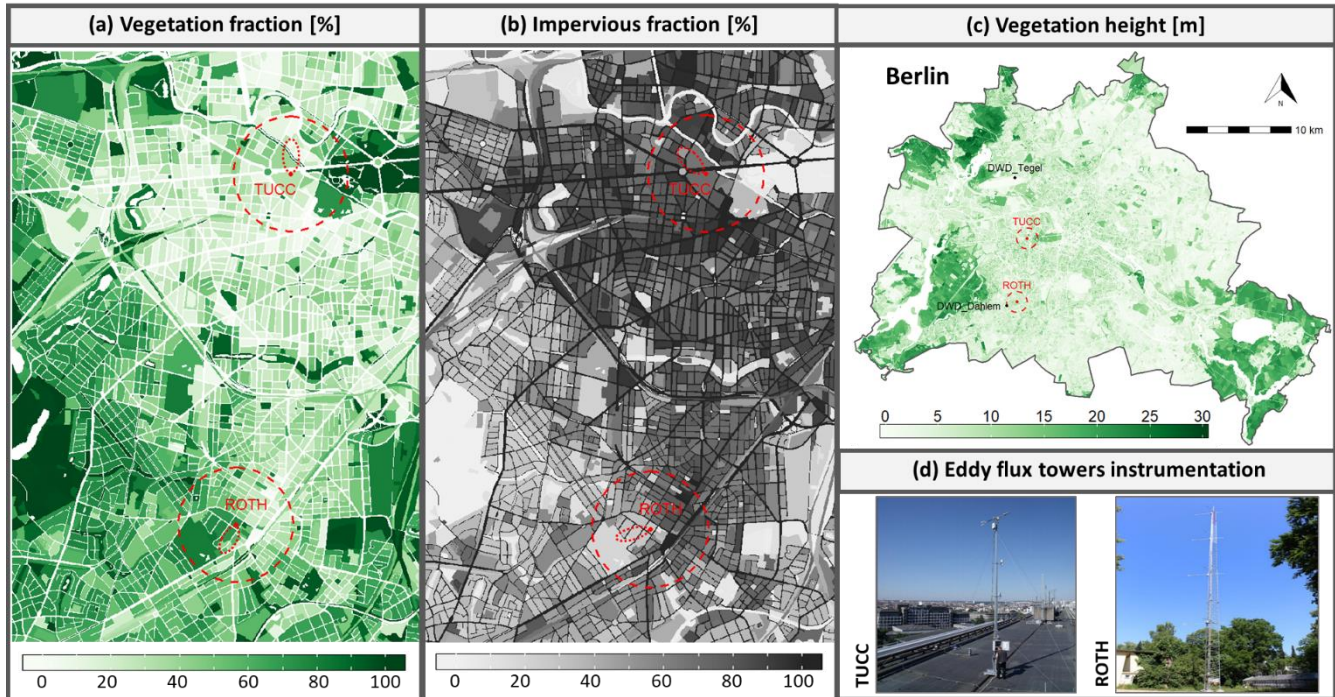 (a) Vegetation fraction [%]
TUCC
ROTH
0 20 40 60 80 100
(b) Impervious fraction [%]
TUCC
ROTH
0 20 40 60 80 100
(c) Vegetation height [m]
Berlin
N
10 km
DWD_Tegel
TUCC
ROTH
DWD_Dahlem
0 5 10 15 20 25 30
(d) Eddy flux towers instrumentation
TUCC
ROTH